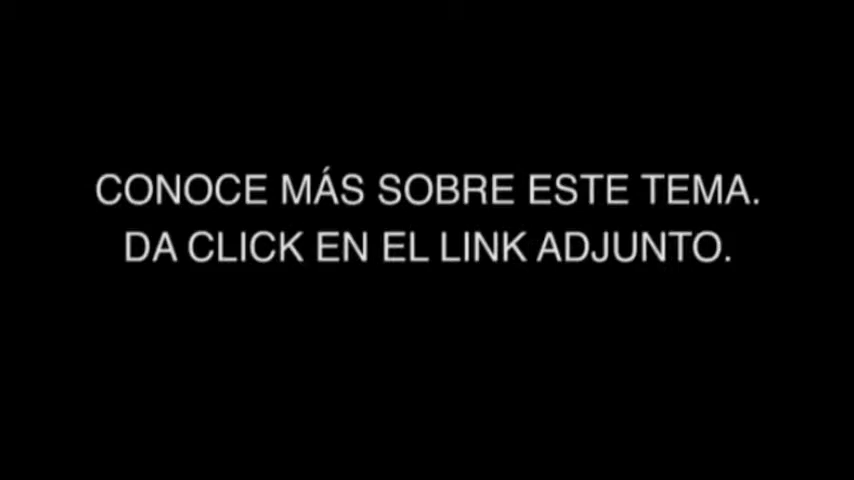 CONOCE MÁS SOBRE ESTE TEMA.
DA CLICK EN EL LINK ADJUNTO.